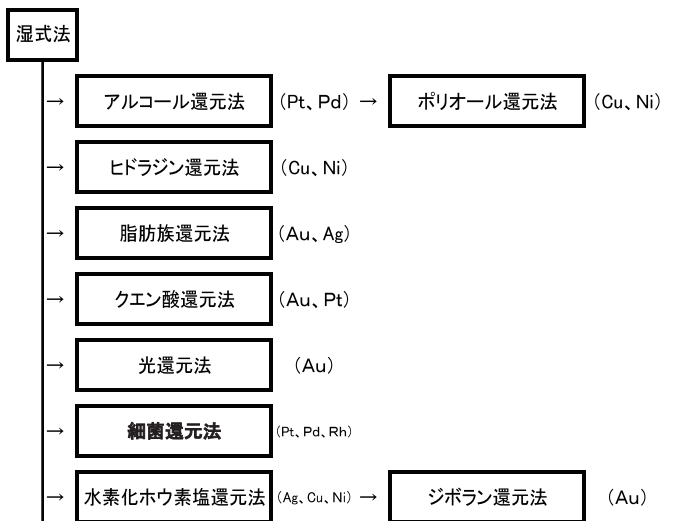 湿式法
→ アルコール還元法 (Pt、Pd) → ポリオール還元法 (Cu、Ni)
→ ヒドラジン還元法 (Cu、Ni)
→ 脂肪族還元法 (Au、Ag)
→ クエン酸還元法 (Au、Pt)
→ 光還元法 (Au)
→ 細菌還元法 (Pt、Pd、Rh)
→ 水素化ホウ素塩還元法 (Ag、Cu、Ni) → ジボラン還元法 (Au)